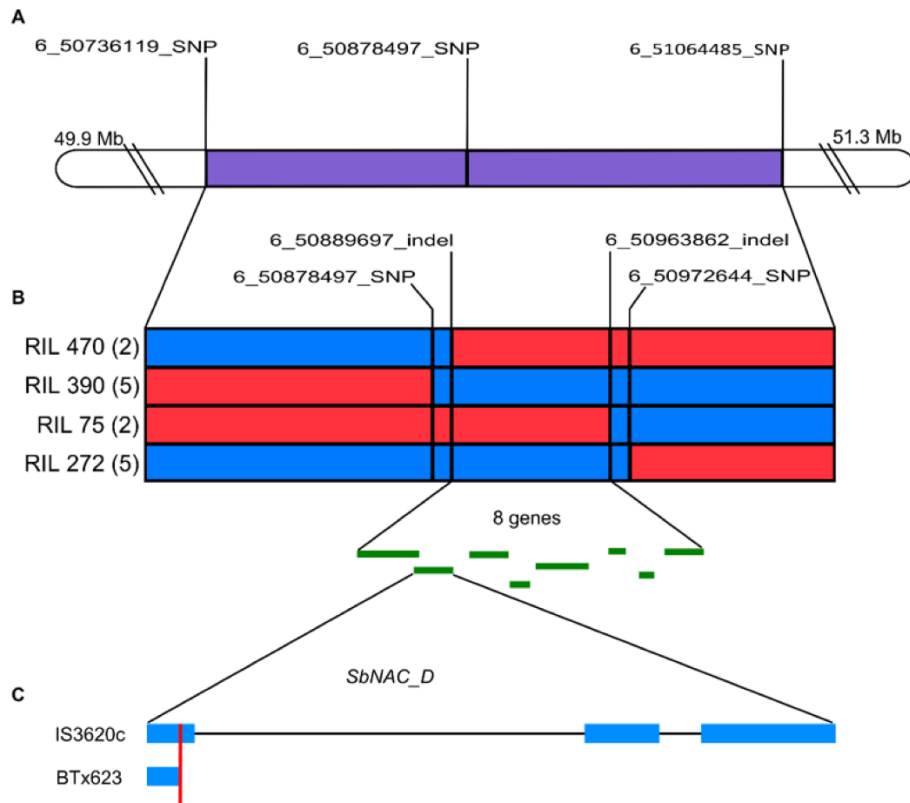 A
6_50736119_SNP
6_50878497_SNP
6_51064485_SNP
49.9 Mb
51.3 Mb
6_50889697_indel
6_50963862_indel
6_50878497_SNP
6_50972644_SNP
B
RIL 470 (2)
RIL 390 (5)
RIL 75 (2)
RIL 272 (5)
8 genes
SbNAC_D
C
IS3620c
BTx623